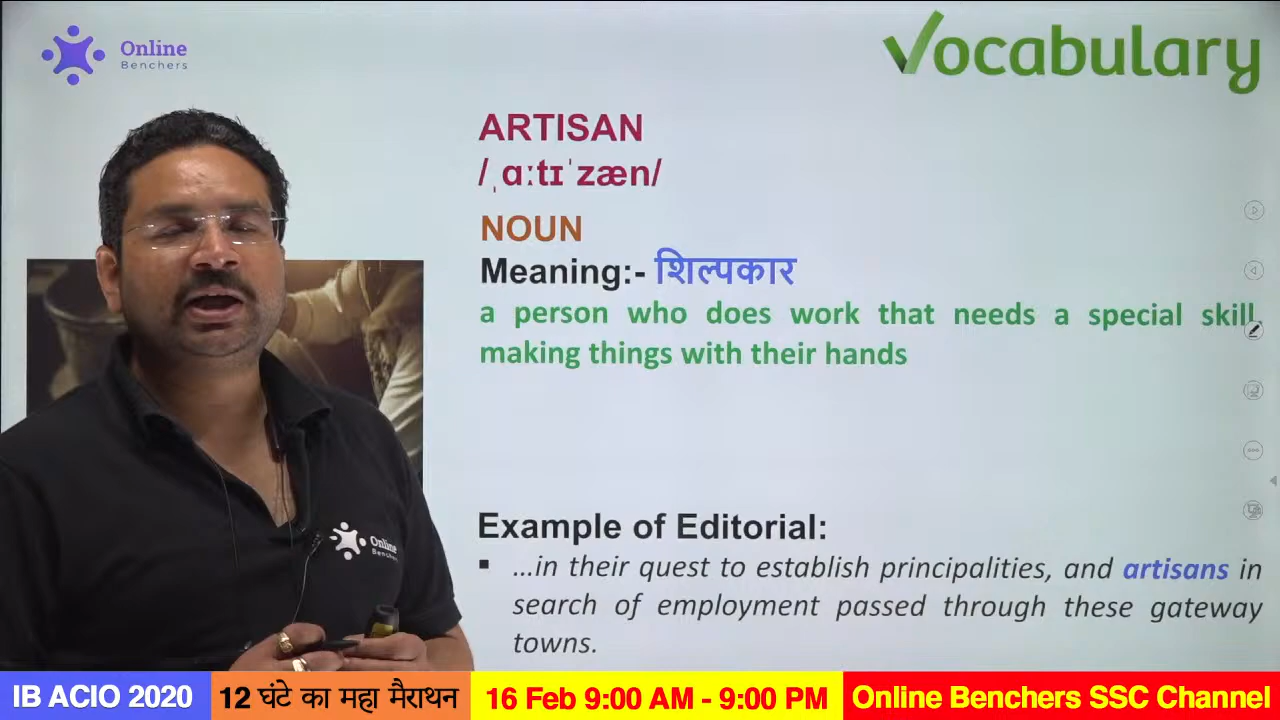 Online
Benchers
Vocabulary
ARTISAN
/ˌɑːtɪˈzæn/
NOUN
Meaning:- शिल्पकार
a person who does work that needs a special skill,
making things with their hands
Example of Editorial:
▪ ...in their quest to establish principalities, and artisans in
search of employment passed through these gateway
towns.
Online
Benchers
IB ACIO 2020
12 घंटे का महा मैराथन
16 Feb 9:00 AM - 9:00 PM
Online Benchers SSC Channel